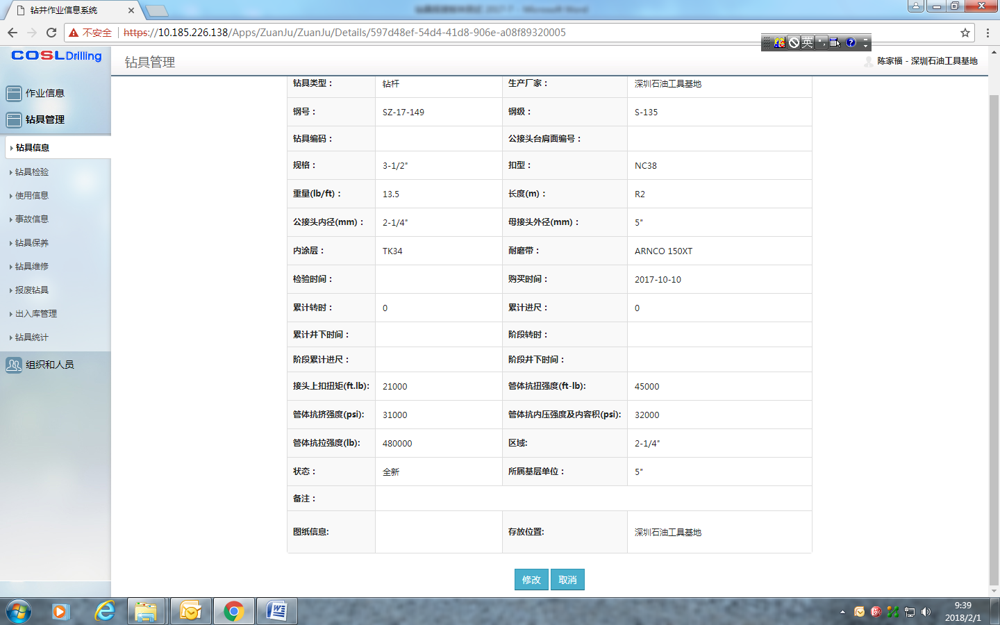 钻井作业信息系统
不安全 https://10.185.226.138/Apps/ZuanJu/ZuanJu/Details/597d48ef-54d4-41d8-906e-a08f89320005
英
COSL Drilling
钻具管理
陈家福 - 深圳石油工具基地
作业信息
钻具管理
钻具信息
钻具检验
使用信息
事故信息
钻具保养
钻具维修
报废钻具
出入库管理
钻具统计
组织和人员
钻具类型： 钻杆 生产厂家： 深圳石油工具基地
钢号： SZ-17-149 钢级： S-135
钻具编码： 公接头台肩面编号：
规格： 3-1/2" 扣型： NC38
重量(lb/ft)： 13.5 长度(m)： R2
公接头内径(mm)： 2-1/4" 母接头外径(mm)： 5"
内涂层： TK34 耐磨带： ARNCO 150XT
检验时间： 购买时间： 2017-10-10
累计转时： 0 累计进尺： 0
累计井下时间： 阶段转时：
阶段累计进尺： 阶段井下时间：
接头上扣扭矩(ft.lb): 21000 管体抗扭强度(ft-lb): 45000
管体抗挤强度(psi): 31000 管体抗内压强度及内容积(psi): 32000
管体抗拉强度(lb): 480000 区域: 2-1/4"
状态： 全新 所属基层单位： 5"
备注：
图纸信息: 存放位置: 深圳石油工具基地
修改 取消
9:39
2018/2/1